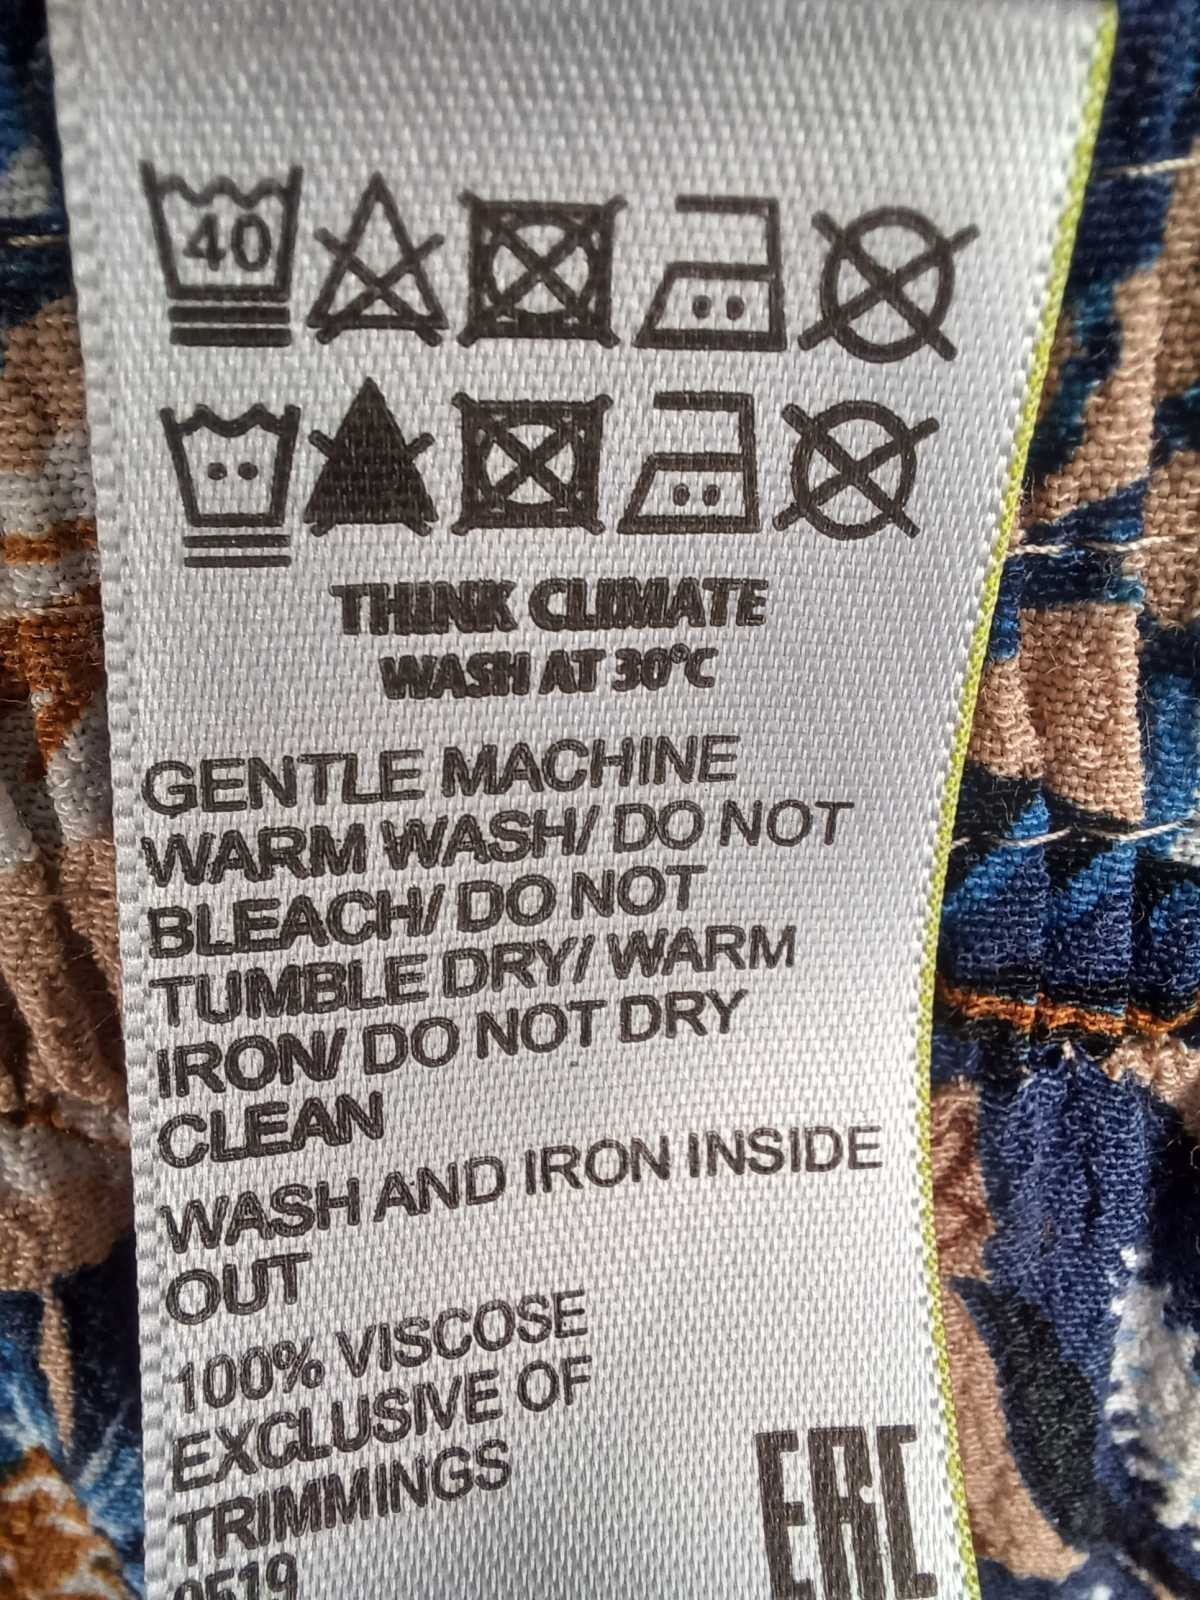 40
THINK CLIMATE
WASH AT 30°C
GENTLE MACHINE
WARM WASH/ DO NOT
BLEACH/ DO NOT
TUMBLE DRY/ WARM
IRON/ DO NOT DRY
CLEAN
WASH AND IRON INSIDE
OUT
100% VISCOSE
EXCLUSIVE OF
TRIMMINGS
0519
EAC